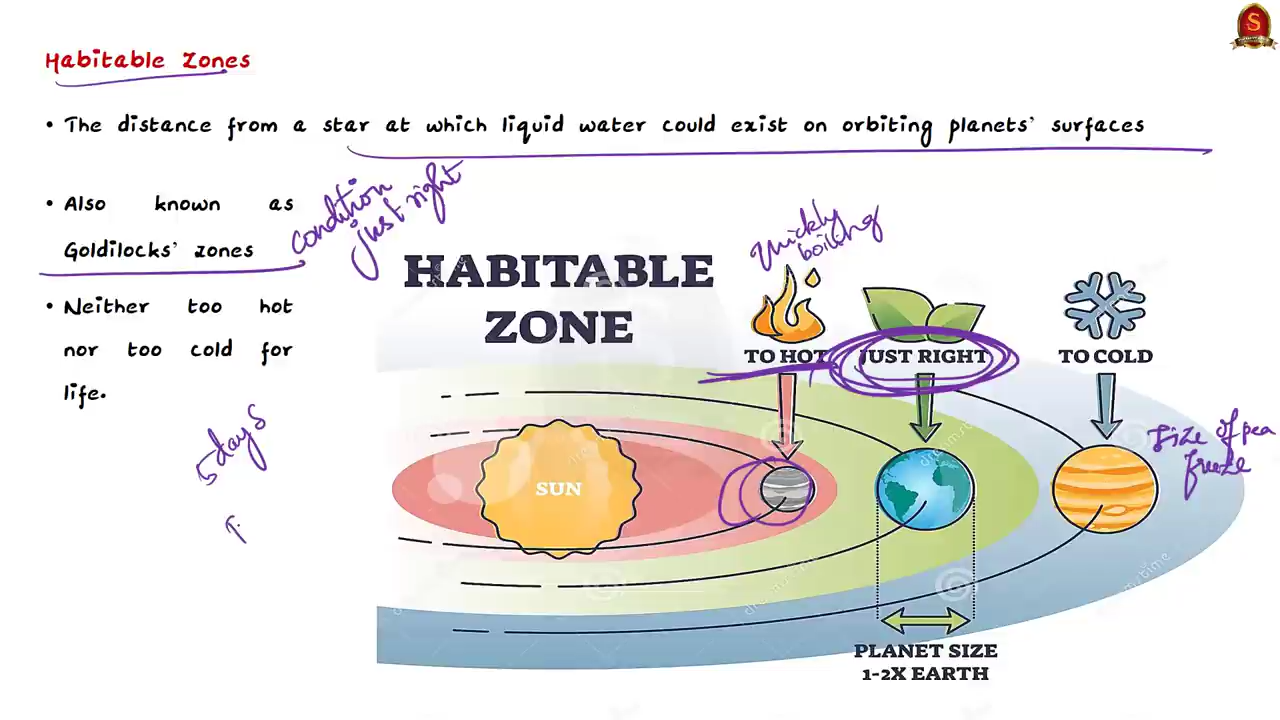 S
Habitable Zones
• The distance from a star at which liquid water could exist on orbiting planets' surfaces
• Also known as
Goldilocks' zones
condition
just right
• Neither too hot
nor too cold for
life.
5 days
HABITABLE
ZONE
Quickly
boiling
TO HOT
JUST RIGHT
TO COLD
SUN
Size of pea
freeze
PLANET SIZE
1-2X EARTH
dreamstime